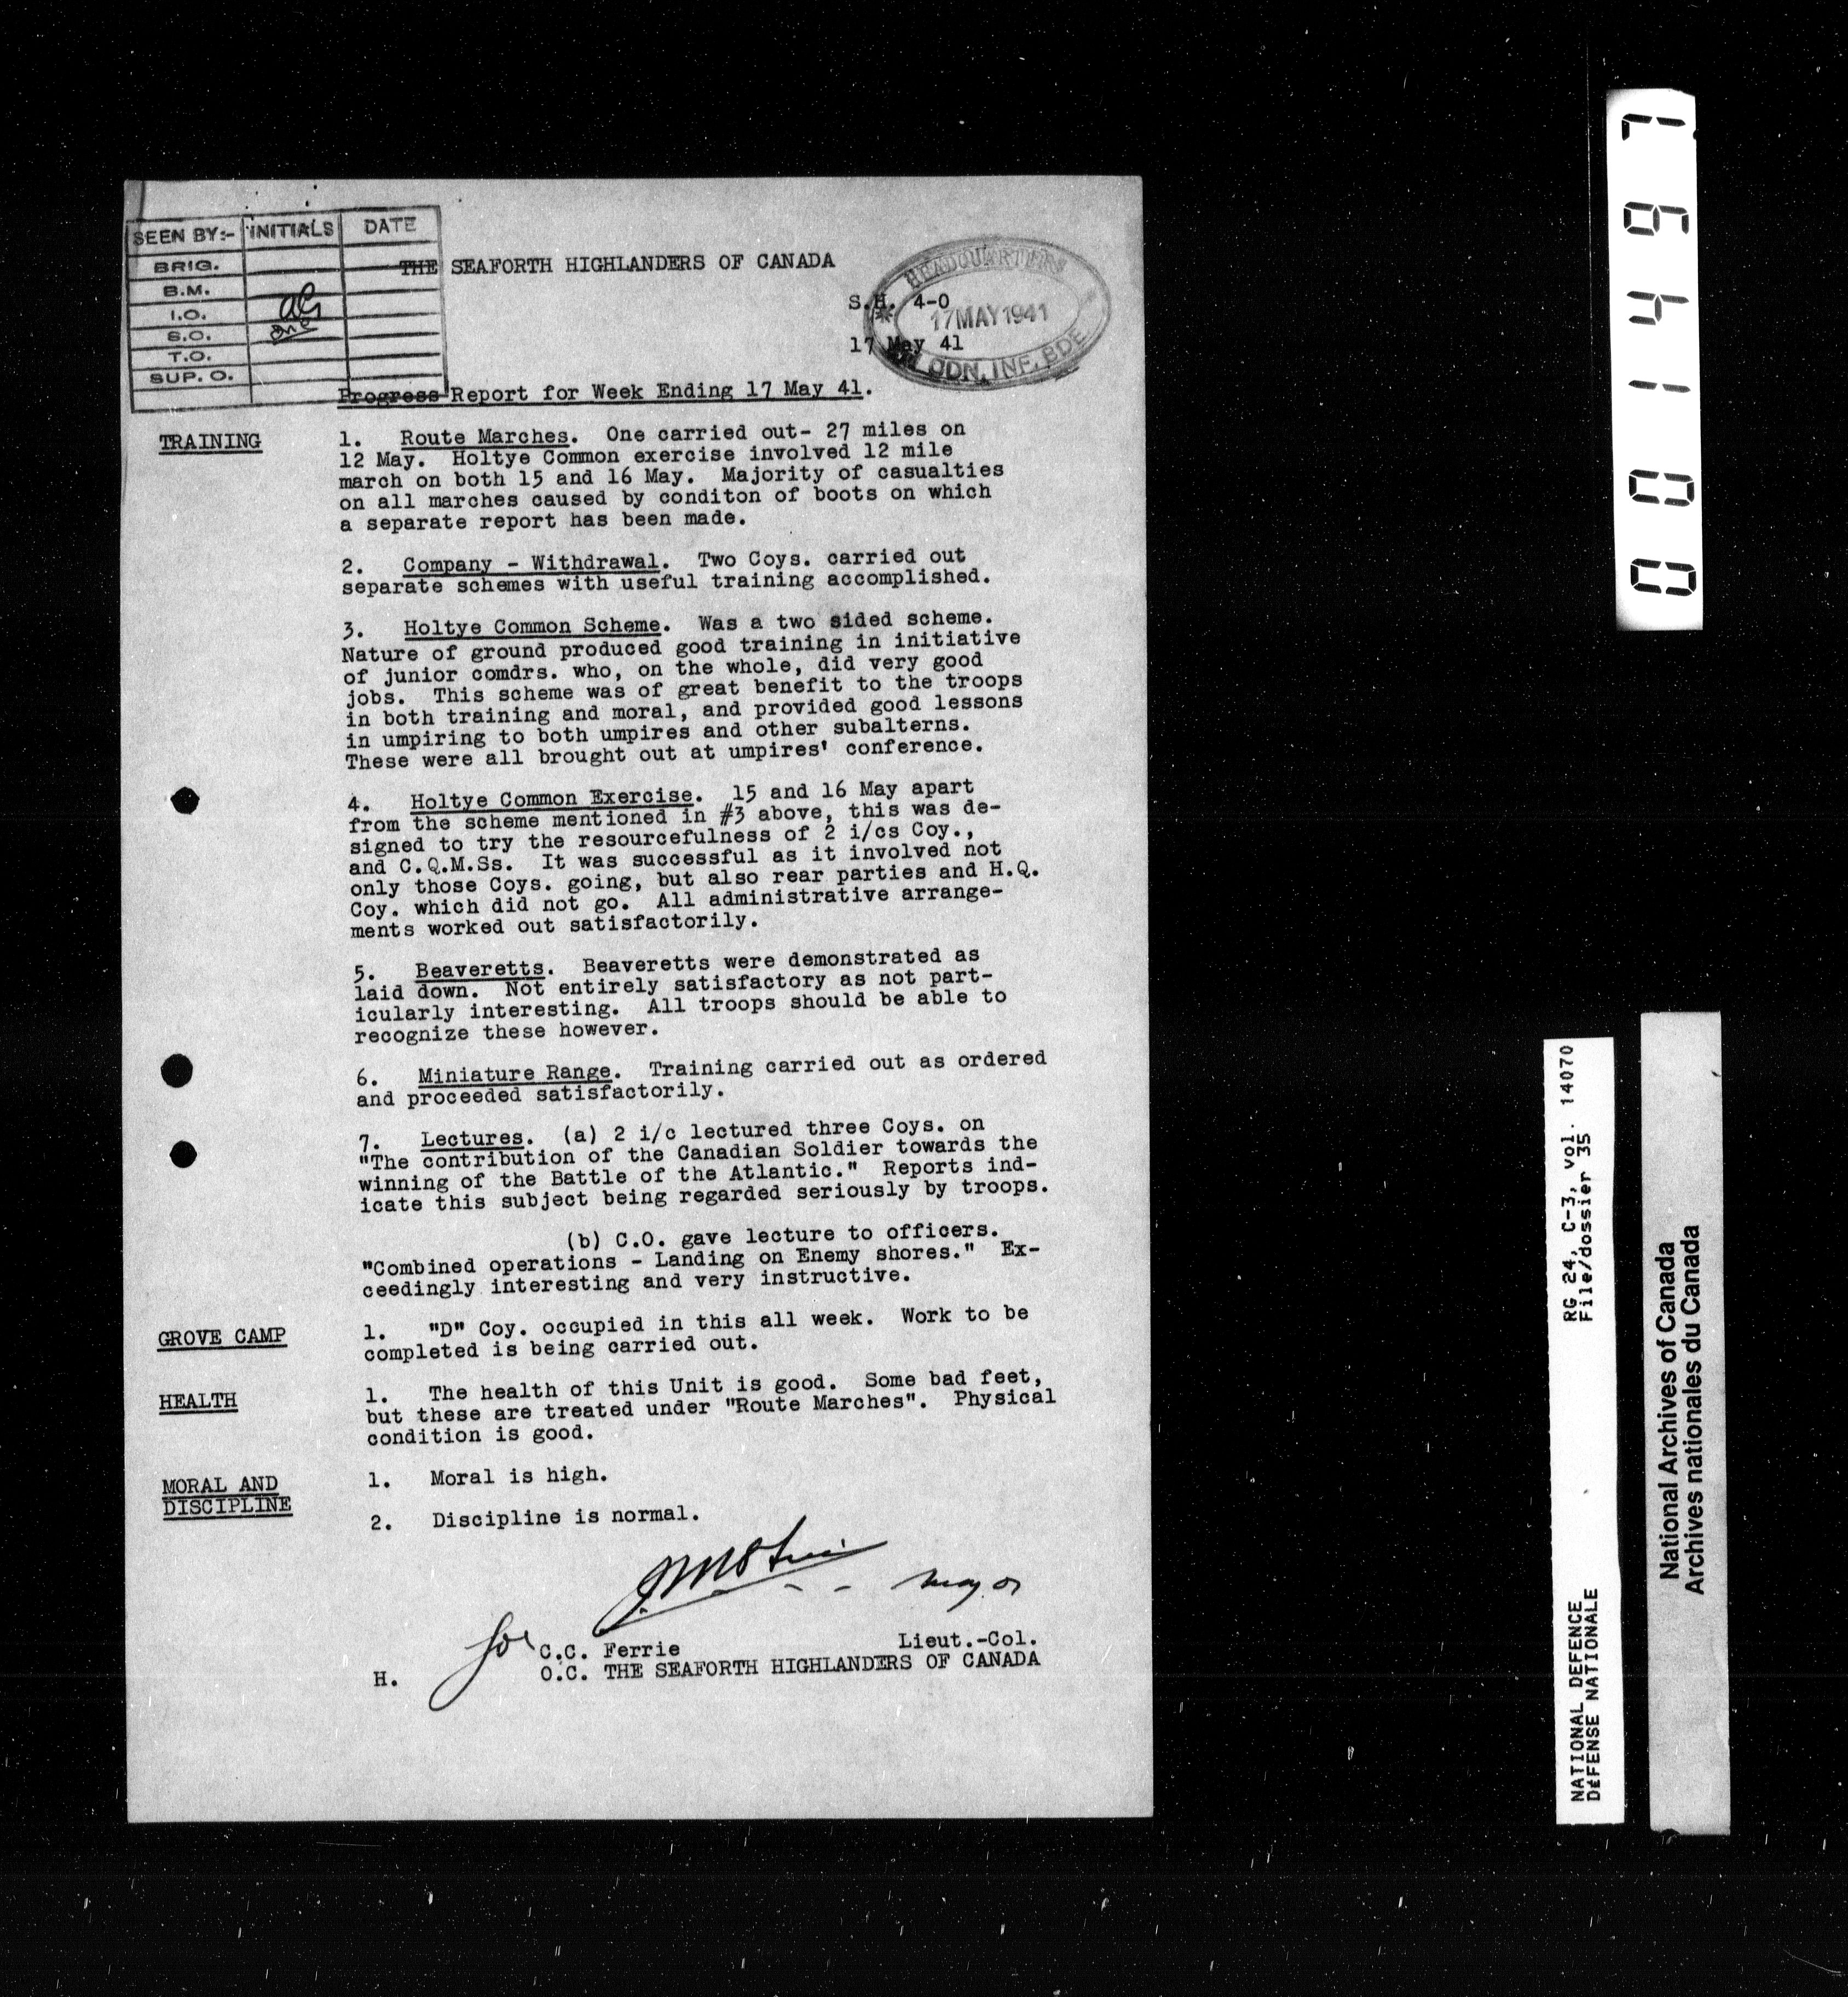 SEEN BY:- INITIALS DATE
BRIG.
B.M.
I.O.
S.O.
T.O.
SUP. O.
THE SEAFORTH HIGHLANDERS OF CANADA
HEADQUARTERS
17 MAY 1941
CDN. INF. BDE.
S.H. 4-0
17 May 41
Progress Report for Week Ending 17 May 41.
TRAINING
1. Route Marches. One carried out- 27 miles on
12 May. Holtye Common exercise involved 12 mile
march on both 15 and 16 May. Majority of casualties
on all marches caused by conditon of boots on which
a separate report has been made.
2. Company - Withdrawal. Two Coys. carried out
separate schemes with useful training accomplished.
3. Holtye Common Scheme. Was a two sided scheme.
Nature of ground produced good training in initiative
of junior comdrs. who, on the whole, did very good
jobs. This scheme was of great benefit to the troops
in both training and moral, and provided good lessons
in umpiring to both umpires and other subalterns.
These were all brought out at umpires' conference.
4. Holtye Common Exercise. 15 and 16 May apart
from the scheme mentioned in #3 above, this was de-
signed to try the resourcefulness of 2 i/cs Coy.,
and C.Q.M.Ss. It was successful as it involved not
only those Coys. going, but also rear parties and H.Q.
Coy. which did not go. All administrative arrange-
ments worked out satisfactorily.
5. Beaveretts. Beaveretts were demonstrated as
laid down. Not entirely satisfactory as not part-
icularly interesting. All troops should be able to
recognize these however.
6. Miniature Range. Training carried out as ordered
and proceeded satisfactorily.
7. Lectures. (a) 2 i/c lectured three Coys. on
"The contribution of the Canadian Soldier towards the
winning of the Battle of the Atlantic." Reports ind-
icate this subject being regarded seriously by troops.
(b) C.O. gave lecture to officers.
"Combined operations - Landing on Enemy shores." Ex-
ceedingly interesting and very instructive.
GROVE CAMP
1. "D" Coy. occupied in this all week. Work to be
completed is being carried out.
HEALTH
1. The health of this Unit is good. Some bad feet,
but these are treated under "Route Marches". Physical
condition is good.
MORAL AND
DISCIPLINE
1. Moral is high.
2. Discipline is normal.
Major
for C.C. Ferrie Lieut.-Col.
H. O.C. THE SEAFORTH HIGHLANDERS OF CANADA
001497
RG 24, C-3, vol. 14070
File/dossier 35
NATIONAL DEFENCE
DÉFENSE NATIONALE
National Archives of Canada
Archives nationales du Canada